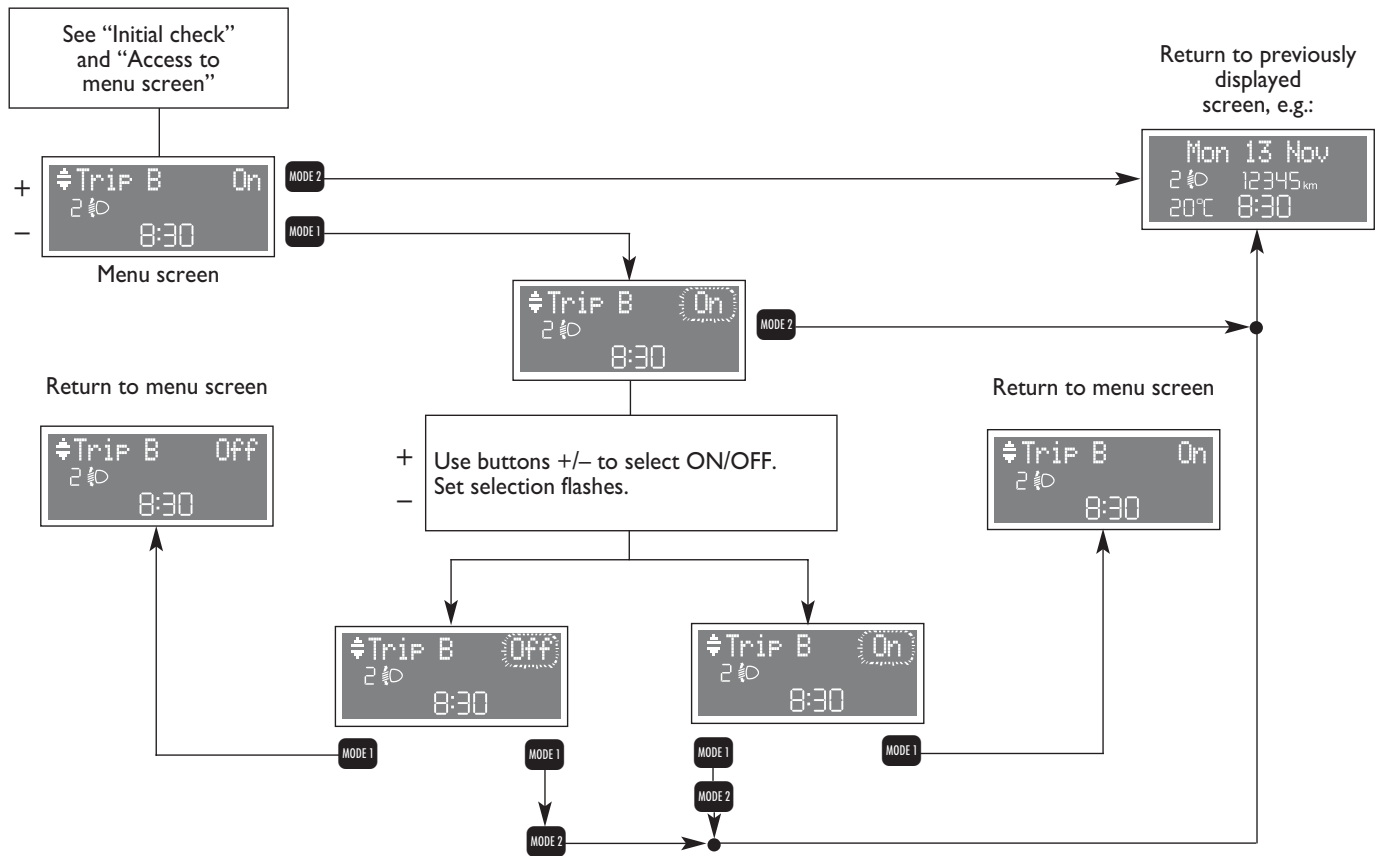 See “Initial check”
and “Access to
menu screen”
Return to previously
displayed
screen, e.g.:
+
–
Trip B On
2
8:30
MODE 2
MODE 1
Menu screen
Mon 13 Nov
2 12345 km
20°C 8:30
Trip B On
2
8:30
MODE 2
Return to menu screen
Trip B Off
2
8:30
+
–
Use buttons +/– to select ON/OFF.
Set selection flashes.
Return to menu screen
Trip B On
2
8:30
Trip B Off
2
8:30
Trip B On
2
8:30
MODE 1
MODE 1
MODE 1
MODE 1
MODE 2
MODE 2